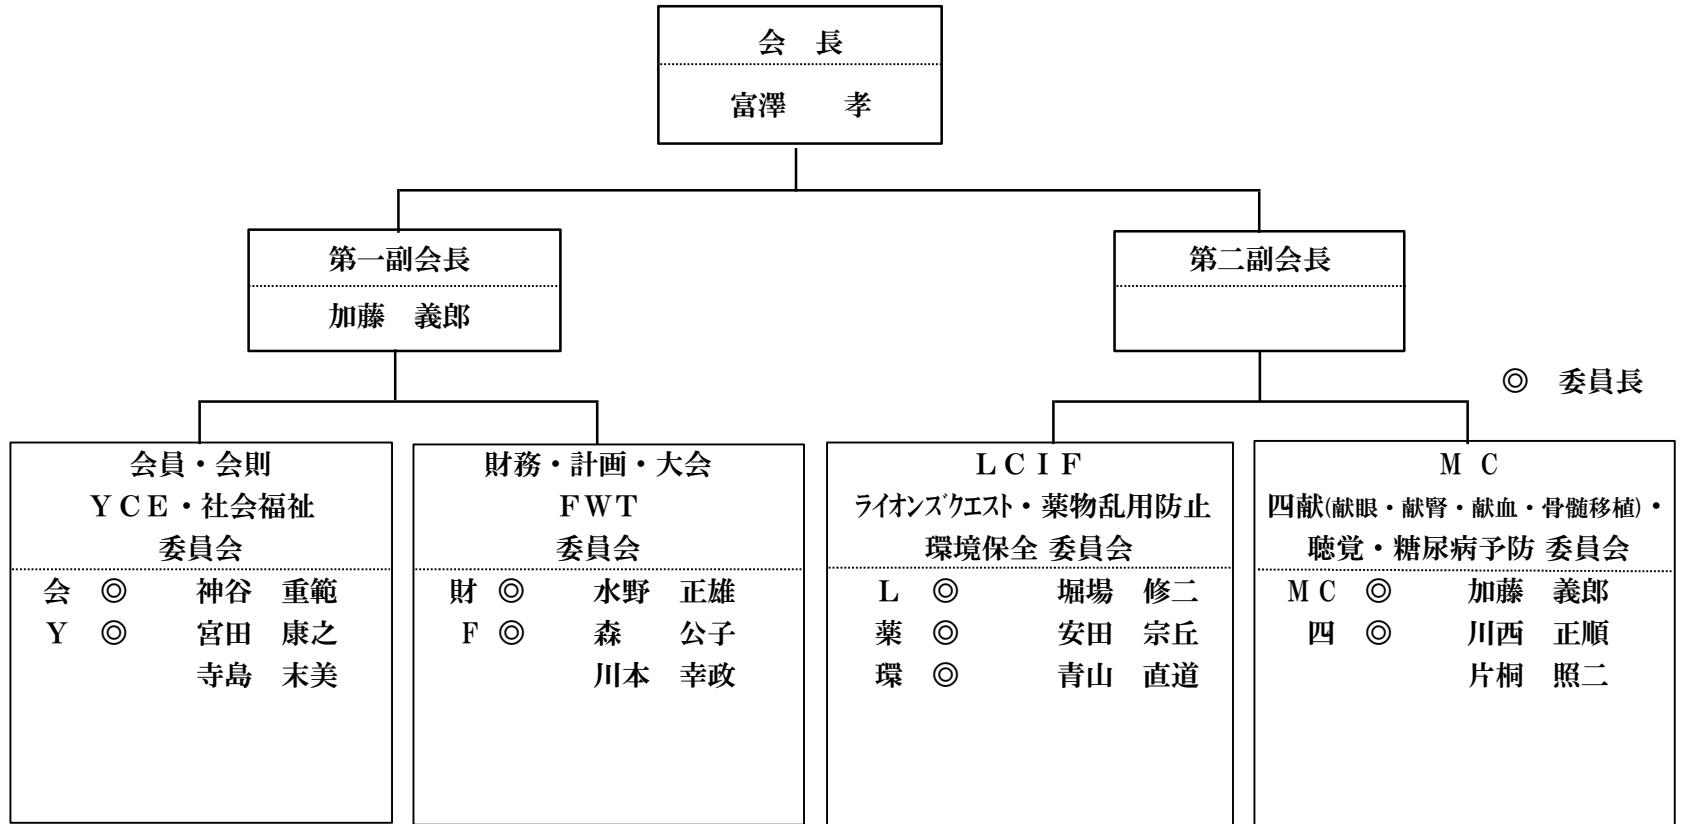 会　長
富澤　　孝
第一副会長
加藤　義郎
第二副会長
◎　委員長
会員・会則
ＹＣＥ・社会福祉
委員会
会　◎　神谷　重範
Ｙ　◎　宮田　康之
寺島　末美
財務・計画・大会
ＦＷＴ
委員会
財　◎　水野　正雄
Ｆ　◎　森　　公子
川本　幸政
ＬＣＩＦ
ライオンズクエスト・薬物乱用防止
環境保全 委員会
Ｌ　◎　堀場　修二
薬　◎　安田　宗丘
環　◎　青山　直道
ＭＣ
四献(献眼・献腎・献血・骨髄移植)・
聴覚・糖尿病予防 委員会
ＭＣ　◎　加藤　義郎
四　◎　川西　正順
片桐　照二